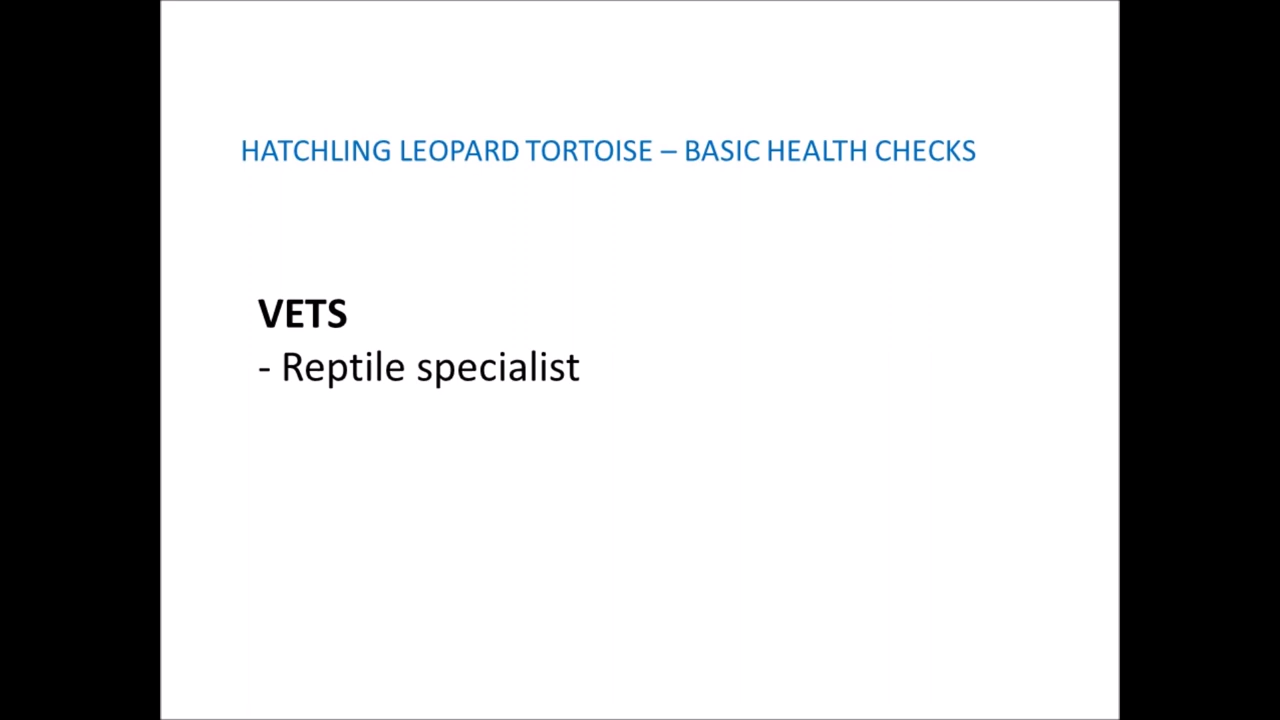 HATCHLING LEOPARD TORTOISE – BASIC HEALTH CHECKS
VETS
- Reptile specialist